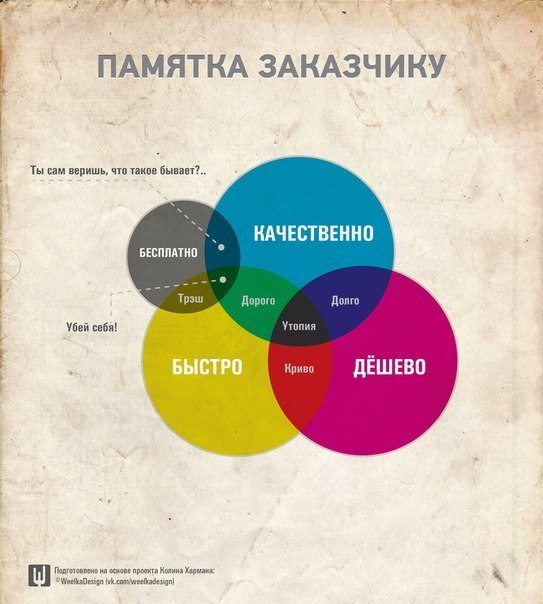 ПАМЯТКА ЗАКАЗЧИКУ
Ты сам веришь, что такое бывает?..
КАЧЕСТВЕННО
БЕСПЛАТНО
Трэш
Дорого
Долго
Убей себя!
Утопия
БЫСТРО
Криво
ДЁШЕВО
Подготовлено на основе проекта Колина Хармана:
©WeelkaDesign (vk.com/weelkadesign)